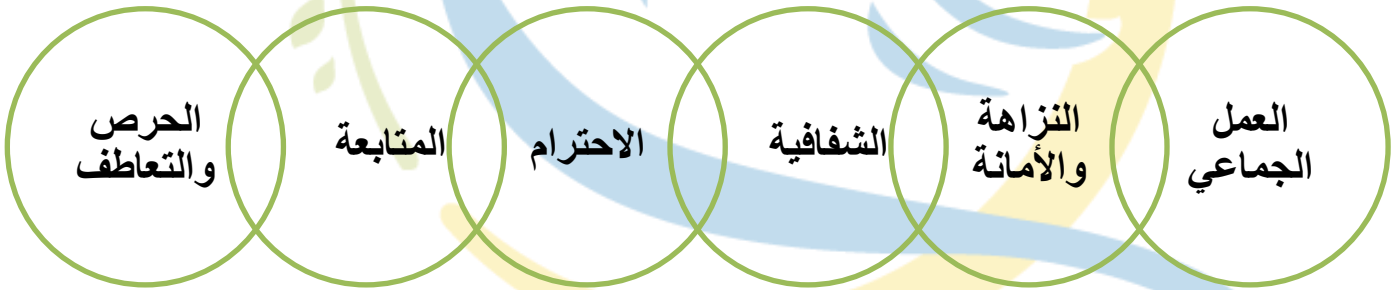 العمل
الجماعي
النزاهة
والأمانة
الشفافية
الاحترام
المتابعة
الحرص
والتعاطف